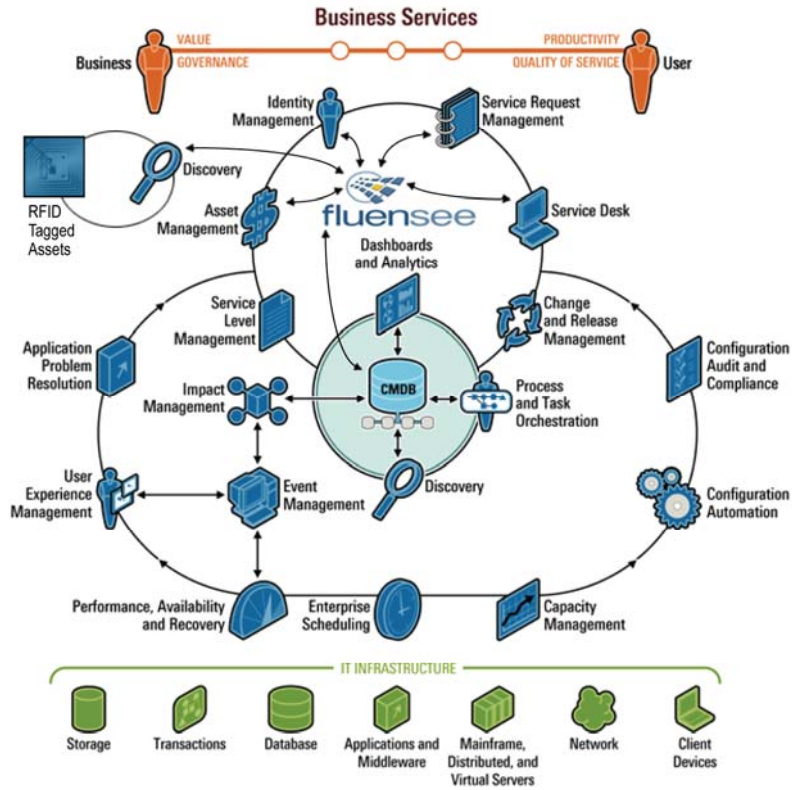 Business Services
VALUE
PRODUCTIVITY
Business
User
GOVERNANCE
QUALITY OF SERVICE
Identity
Management
Service Request
Management
Discovery
RFID
Tagged
Assets
Asset
Management
fluensee
Service Desk
Dashboards
and Analytics
Service
Level
Management
Change
and Release
Management
Application
Problem
Resolution
Configuration
Audit and
Compliance
Impact
Management
CMDB
Process
and Task
Orchestration
User
Experience
Management
Event
Management
Discovery
Configuration
Automation
Performance, Availability
and Recovery
Enterprise
Scheduling
Capacity
Management
IT INFRASTRUCTURE
Storage
Transactions
Database
Applications and
Middleware
Mainframe,
Distributed, and
Virtual Servers
Network
Client
Devices